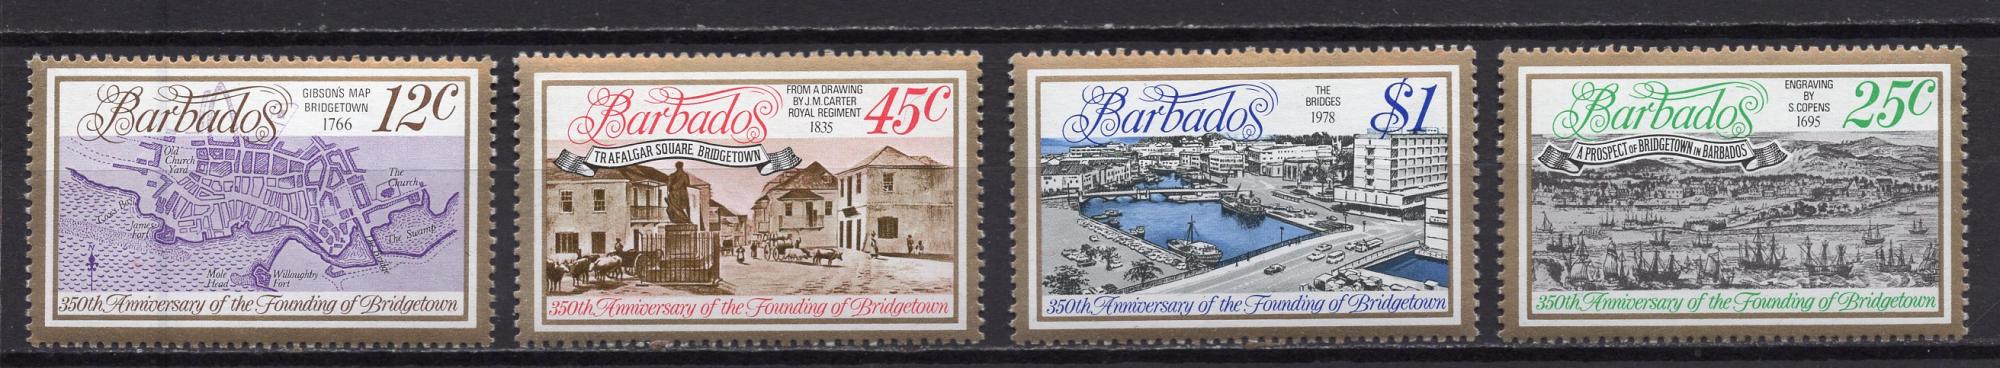 Barbados
GIBSON'S MAP
BRIDGETOWN
1766
12c
Old
Church
Yard
The
Church
James
Fort
The Swamp
Mole
Head
Willoughby
Fort
350th Anniversary of the Founding of Bridgetown
Barbados
FROM A DRAWING
BY J.M. CARTER
ROYAL REGIMENT
1835
45c
TRAFALGAR SQUARE BRIDGETOWN
350th Anniversary of the Founding of Bridgetown
Barbados
THE
BRIDGES
1978
$1
350th Anniversary of the Founding of Bridgetown
Barbados
ENGRAVING
BY
S.COPENS
1695
25c
A PROSPECT OF BRIDGETOWN IN BARBADOS
350th Anniversary of the Founding of Bridgetown